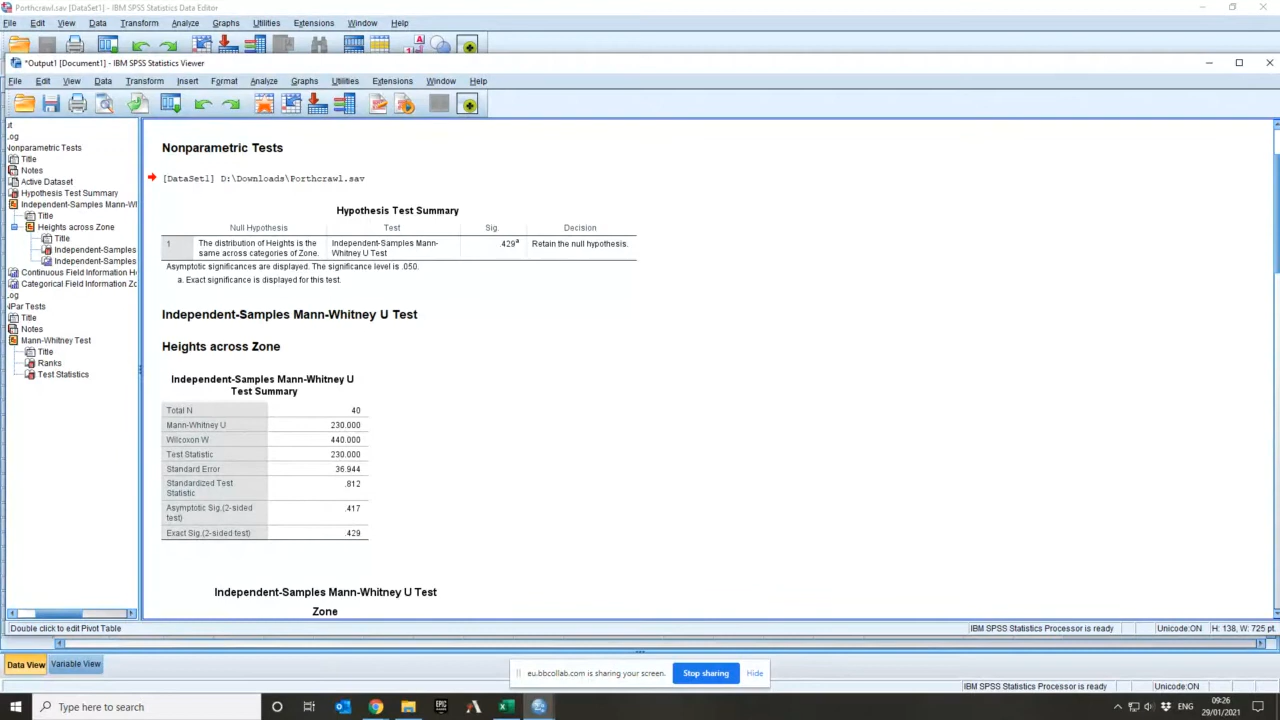 Porthcrawl.sav [DataSet1] - IBM SPSS Statistics Data Editor
File Edit View Data Transform Analyze Graphs Utilities Extensions Window Help
*Output1 [Document1] - IBM SPSS Statistics Viewer
File Edit View Data Transform Insert Format Analyze Graphs Utilities Extensions Window Help
ut
.og
Nonparametric Tests
Title
Notes
Active Dataset
Hypothesis Test Summary
Independent-Samples Mann-W
Title
Heights across Zone
Title
Independent-Samples
Independent-Samples
Continuous Field Information H
Categorical Field Information Zo
.og
NPar Tests
Title
Notes
Mann-Whitney Test
Title
Ranks
Test Statistics
Nonparametric Tests
[DataSet1] D:\Downloads\Porthcrawl.sav
Hypothesis Test Summary
Null Hypothesis Test Sig. Decision
1 The distribution of Heights is the same across categories of Zone. Independent-Samples Mann-Whitney U Test .429a Retain the null hypothesis.
Asymptotic significances are displayed. The significance level is .050.
a. Exact significance is displayed for this test.
Independent-Samples Mann-Whitney U Test
Heights across Zone
Independent-Samples Mann-Whitney U
Test Summary
Total N 40
Mann-Whitney U 230.000
Wilcoxon W 440.000
Test Statistic 230.000
Standard Error 36.944
Standardized Test Statistic .812
Asymptotic Sig.(2-sided test) .417
Exact Sig.(2-sided test) .429
Independent-Samples Mann-Whitney U Test
Zone
Double click to edit Pivot Table IBM SPSS Statistics Processor is ready Unicode:ON H: 138, W: 725 pt.
Data View Variable View
eu.bbcollab.com is sharing your screen. Stop sharing Hide
IBM SPSS Statistics Processor is ready Unicode:ON
Type here to search
ENG
09:26
29/01/2021